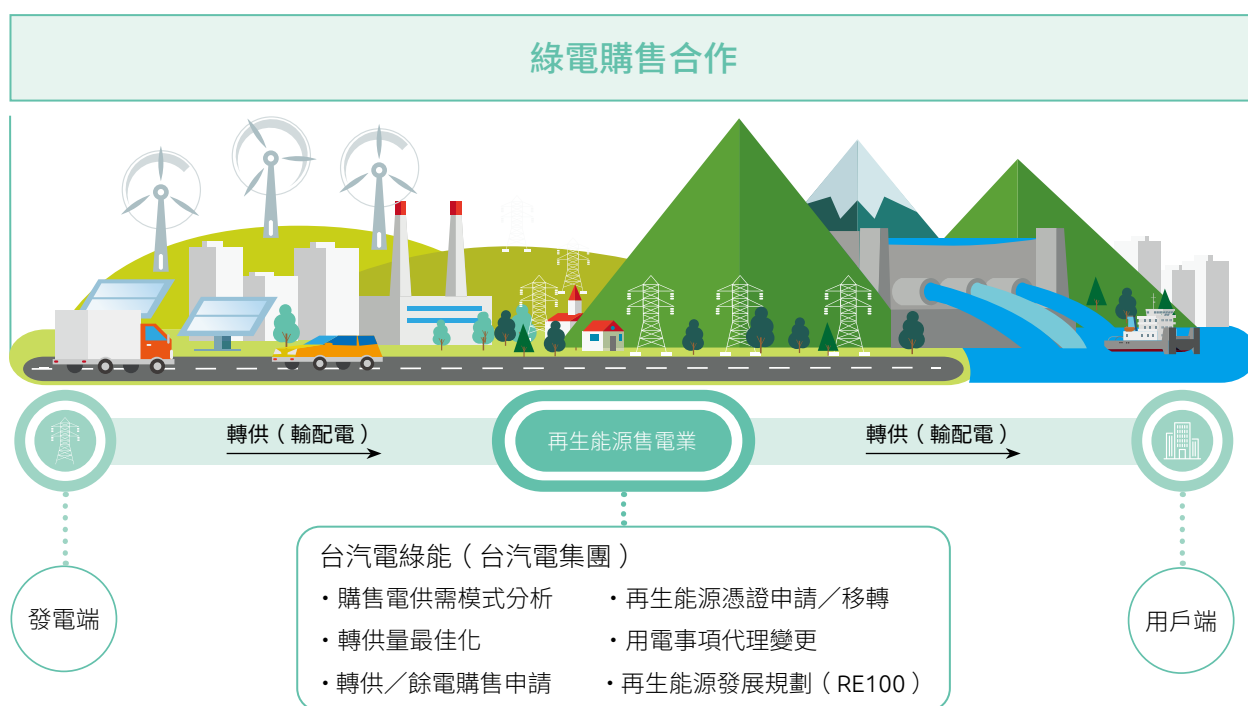 綠電購售合作
轉供（輸配電）
再生能源售電業
轉供（輸配電）
發電端
台汽電綠能（台汽電集團）
・購售電供需模式分析
・轉供量最佳化
・轉供／餘電購售申請
・再生能源憑證申請／移轉
・用電事項代理變更
・再生能源發展規劃（RE100）
用戶端